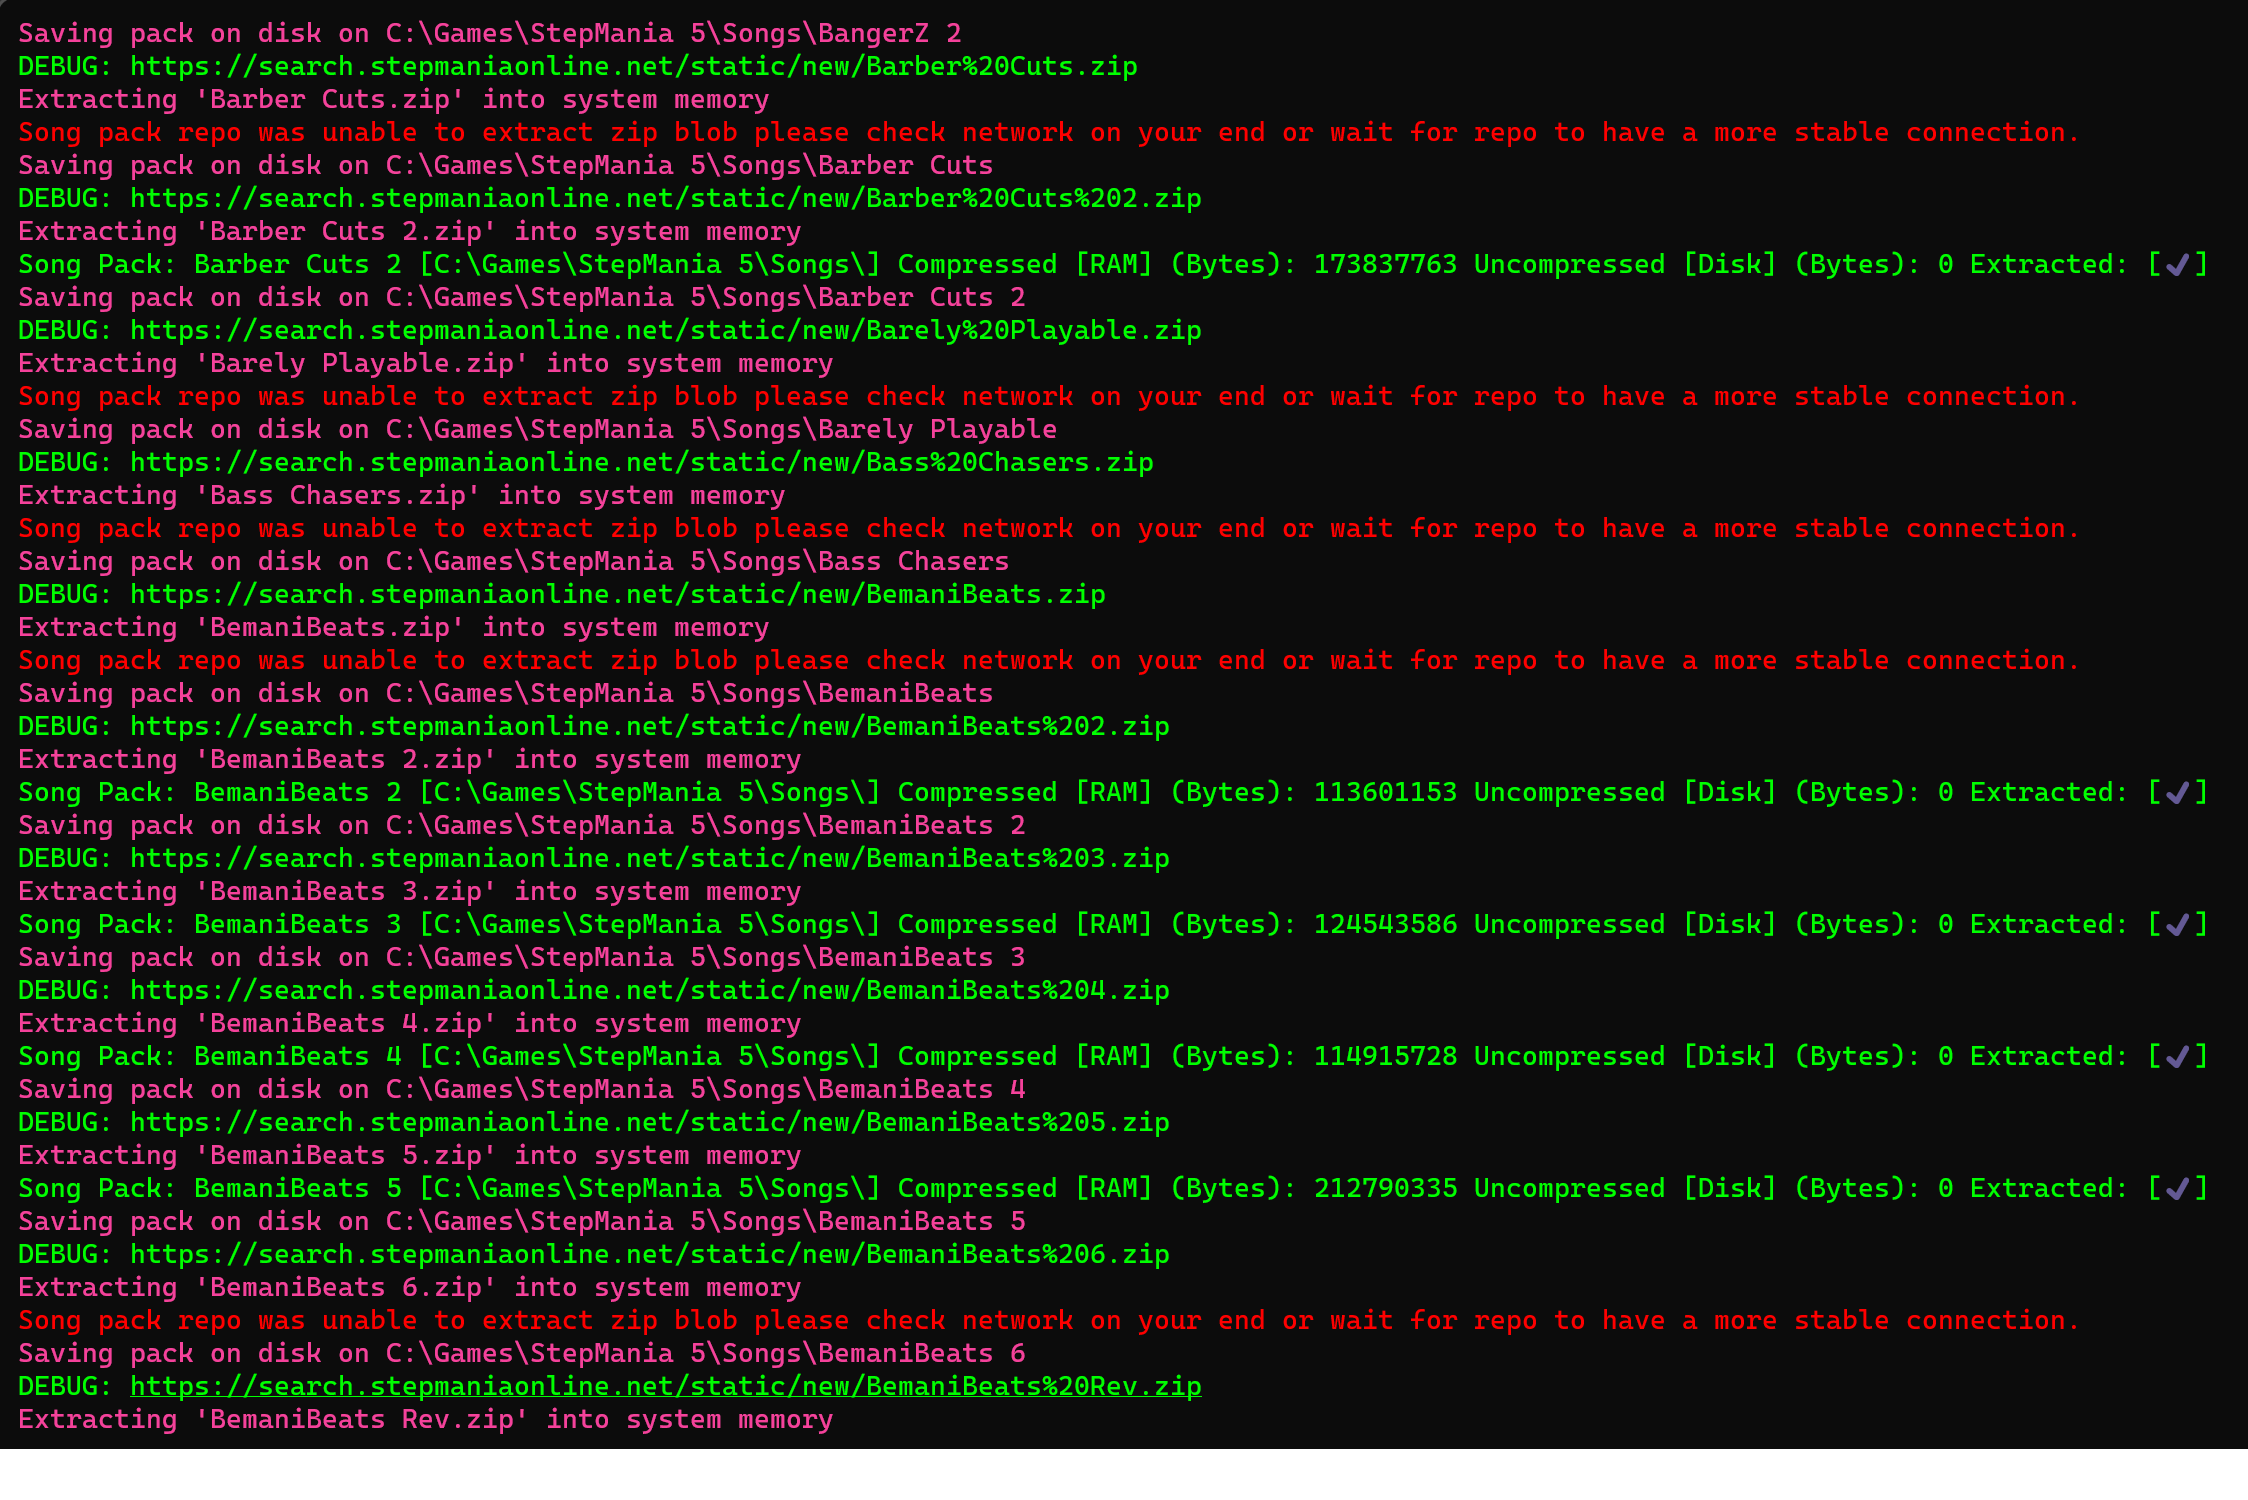 Saving pack on disk on C:\Games\StepMania 5\Songs\BangerZ 2
DEBUG: https://search.stepmaniaonline.net/static/new/Barber%20Cuts.zip
Extracting 'Barber Cuts.zip' into system memory
Song pack repo was unable to extract zip blob please check network on your end or wait for repo to have a more stable connection.
Saving pack on disk on C:\Games\StepMania 5\Songs\Barber Cuts
DEBUG: https://search.stepmaniaonline.net/static/new/Barber%20Cuts%202.zip
Extracting 'Barber Cuts 2.zip' into system memory
Song Pack: Barber Cuts 2 [C:\Games\StepMania 5\Songs\] Compressed [RAM] (Bytes): 173837763 Uncompressed [Disk] (Bytes): 0 Extracted: [✔]
Saving pack on disk on C:\Games\StepMania 5\Songs\Barber Cuts 2
DEBUG: https://search.stepmaniaonline.net/static/new/Barely%20Playable.zip
Extracting 'Barely Playable.zip' into system memory
Song pack repo was unable to extract zip blob please check network on your end or wait for repo to have a more stable connection.
Saving pack on disk on C:\Games\StepMania 5\Songs\Barely Playable
DEBUG: https://search.stepmaniaonline.net/static/new/Bass%20Chasers.zip
Extracting 'Bass Chasers.zip' into system memory
Song pack repo was unable to extract zip blob please check network on your end or wait for repo to have a more stable connection.
Saving pack on disk on C:\Games\StepMania 5\Songs\Bass Chasers
DEBUG: https://search.stepmaniaonline.net/static/new/BemaniBeats.zip
Extracting 'BemaniBeats.zip' into system memory
Song pack repo was unable to extract zip blob please check network on your end or wait for repo to have a more stable connection.
Saving pack on disk on C:\Games\StepMania 5\Songs\BemaniBeats
DEBUG: https://search.stepmaniaonline.net/static/new/BemaniBeats%202.zip
Extracting 'BemaniBeats 2.zip' into system memory
Song Pack: BemaniBeats 2 [C:\Games\StepMania 5\Songs\] Compressed [RAM] (Bytes): 113601153 Uncompressed [Disk] (Bytes): 0 Extracted: [✔]
Saving pack on disk on C:\Games\StepMania 5\Songs\BemaniBeats 2
DEBUG: https://search.stepmaniaonline.net/static/new/BemaniBeats%203.zip
Extracting 'BemaniBeats 3.zip' into system memory
Song Pack: BemaniBeats 3 [C:\Games\StepMania 5\Songs\] Compressed [RAM] (Bytes): 124543586 Uncompressed [Disk] (Bytes): 0 Extracted: [✔]
Saving pack on disk on C:\Games\StepMania 5\Songs\BemaniBeats 3
DEBUG: https://search.stepmaniaonline.net/static/new/BemaniBeats%204.zip
Extracting 'BemaniBeats 4.zip' into system memory
Song Pack: BemaniBeats 4 [C:\Games\StepMania 5\Songs\] Compressed [RAM] (Bytes): 114915728 Uncompressed [Disk] (Bytes): 0 Extracted: [✔]
Saving pack on disk on C:\Games\StepMania 5\Songs\BemaniBeats 4
DEBUG: https://search.stepmaniaonline.net/static/new/BemaniBeats%205.zip
Extracting 'BemaniBeats 5.zip' into system memory
Song Pack: BemaniBeats 5 [C:\Games\StepMania 5\Songs\] Compressed [RAM] (Bytes): 212790335 Uncompressed [Disk] (Bytes): 0 Extracted: [✔]
Saving pack on disk on C:\Games\StepMania 5\Songs\BemaniBeats 5
DEBUG: https://search.stepmaniaonline.net/static/new/BemaniBeats%206.zip
Extracting 'BemaniBeats 6.zip' into system memory
Song pack repo was unable to extract zip blob please check network on your end or wait for repo to have a more stable connection.
Saving pack on disk on C:\Games\StepMania 5\Songs\BemaniBeats 6
DEBUG: https://search.stepmaniaonline.net/static/new/BemaniBeats%20Rev.zip
Extracting 'BemaniBeats Rev.zip' into system memory